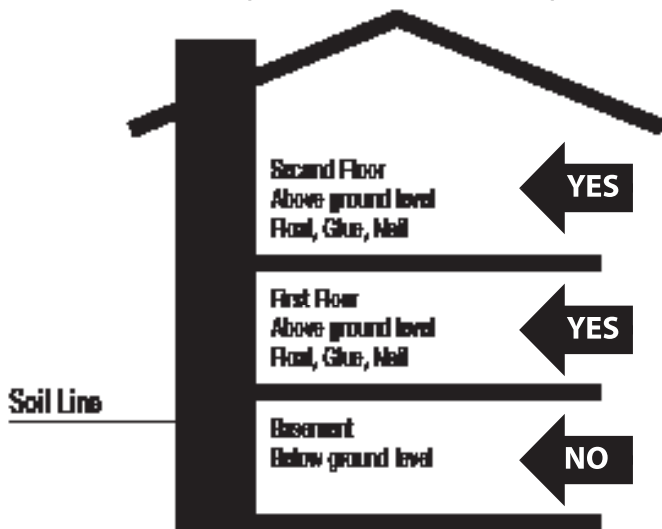 Second Floor
Above ground level
Float, Glue, Nail
YES
First Floor
Above ground level
Float, Glue, Nail
YES
Soil Line
Basement
Below ground level
NO